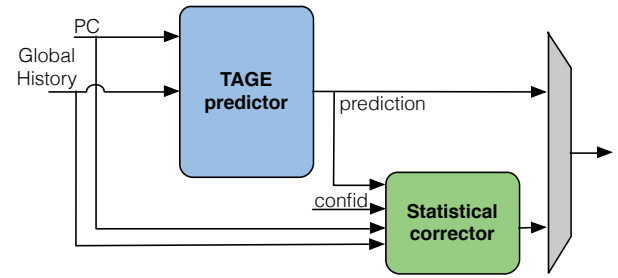 PC
Global
History
TAGE
predictor
prediction
confid
Statistical
corrector